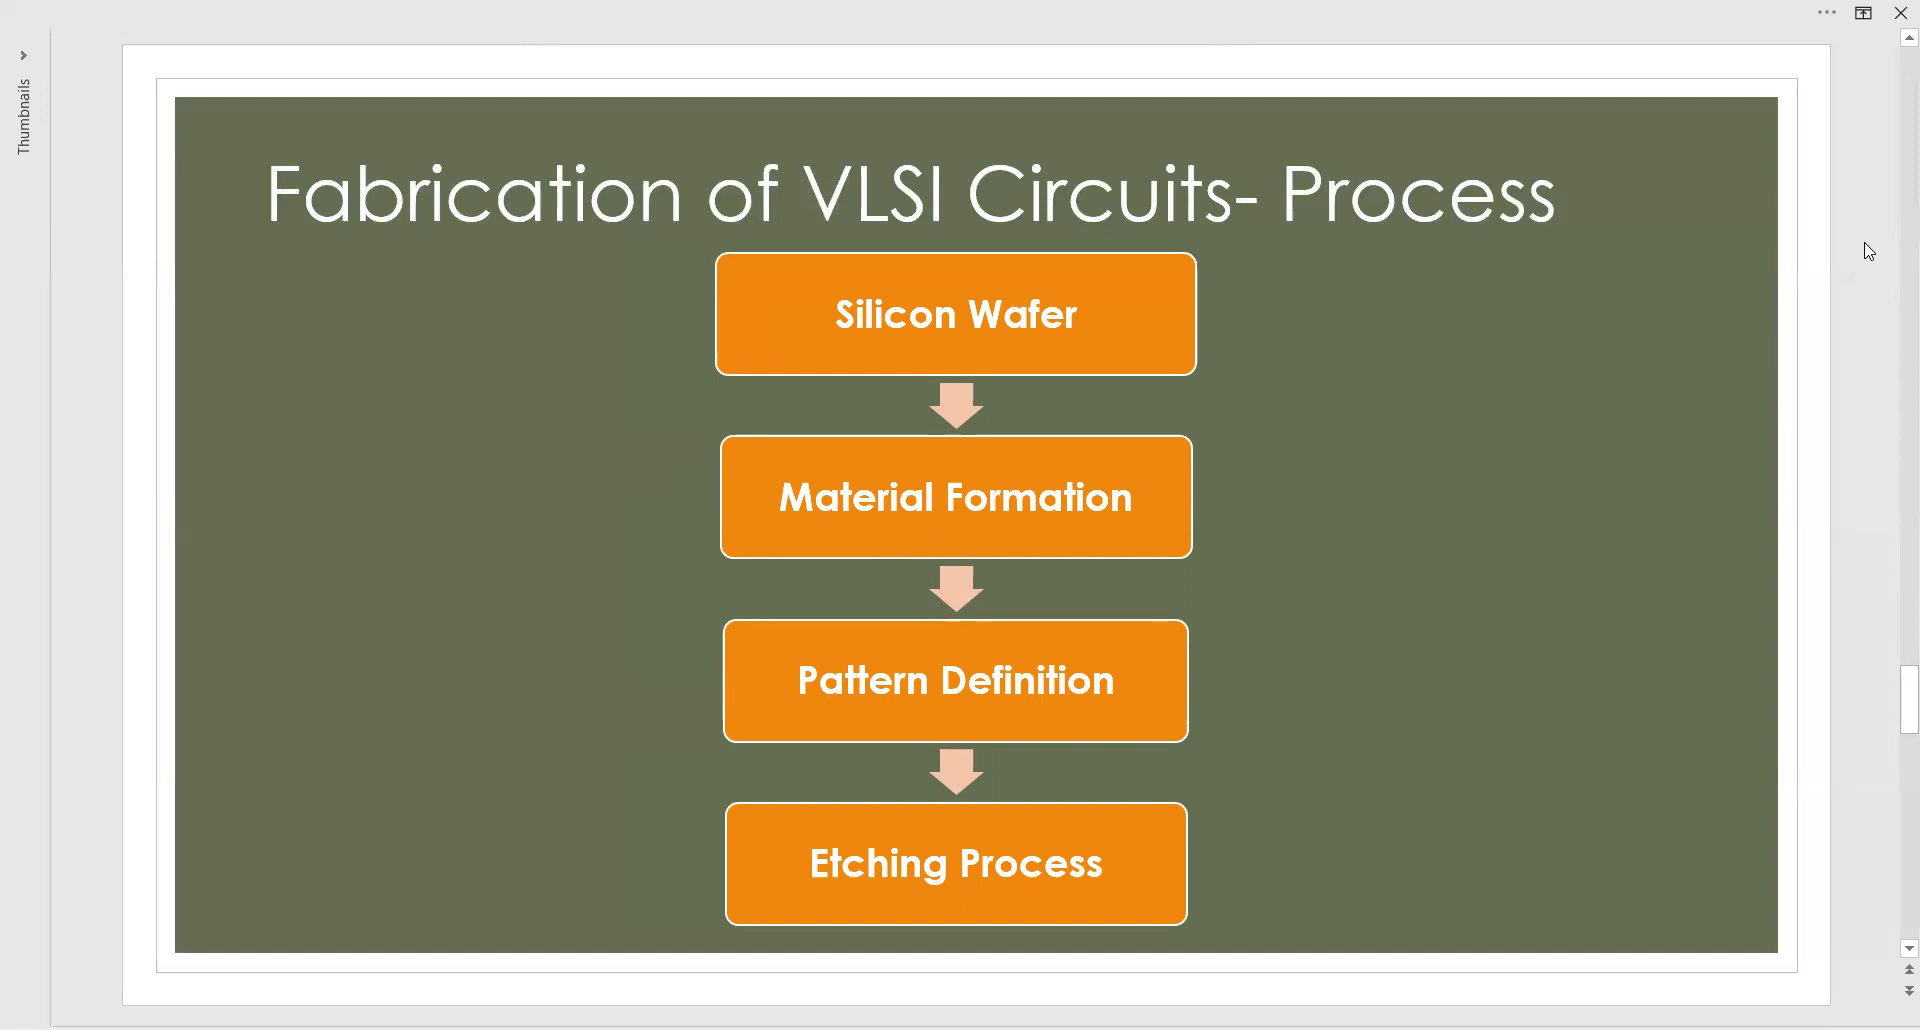 Thumbnails
Fabrication of VLSI Circuits- Process
Silicon Wafer
Material Formation
Pattern Definition
Etching Process